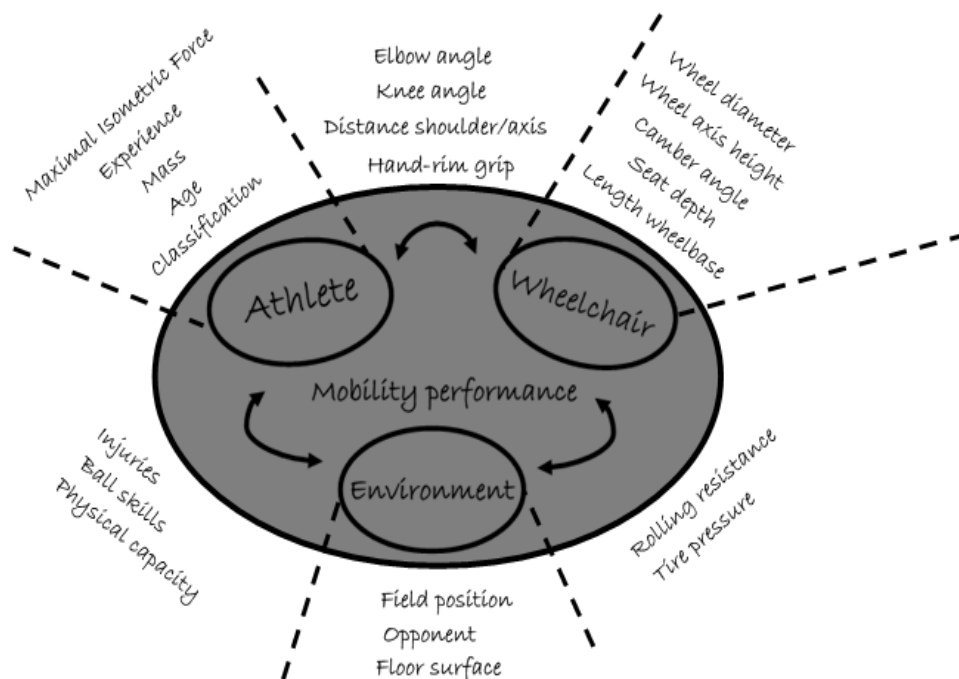 Maximal Isometric Force
Experience
Mass
Age
Classification
Elbow angle
Knee angle
Distance shoulder/axis
Hand-rim grip
Wheel diameter
Wheel axis height
Camber angle
Seat depth
Length wheelbase
Athlete
Wheelchair
Mobility performance
Environment
Injuries
Ball skills
Physical capacity
Rolling resistance
Tire pressure
Field position
Opponent
Floor surface